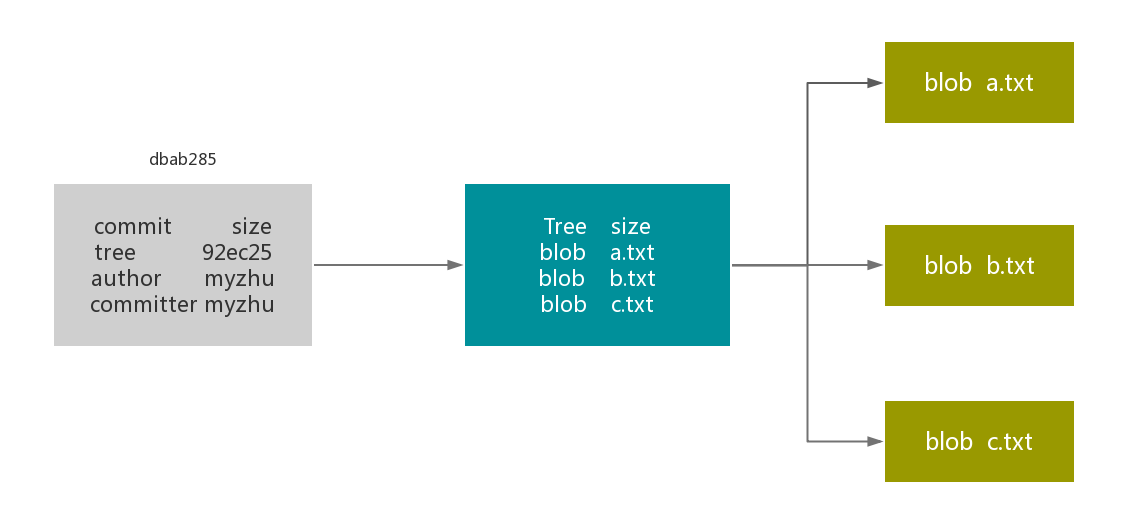 dbab285
commit size
tree 92ec25
author myzhu
committer myzhu
Tree size
blob a.txt
blob b.txt
blob c.txt
blob a.txt
blob b.txt
blob c.txt